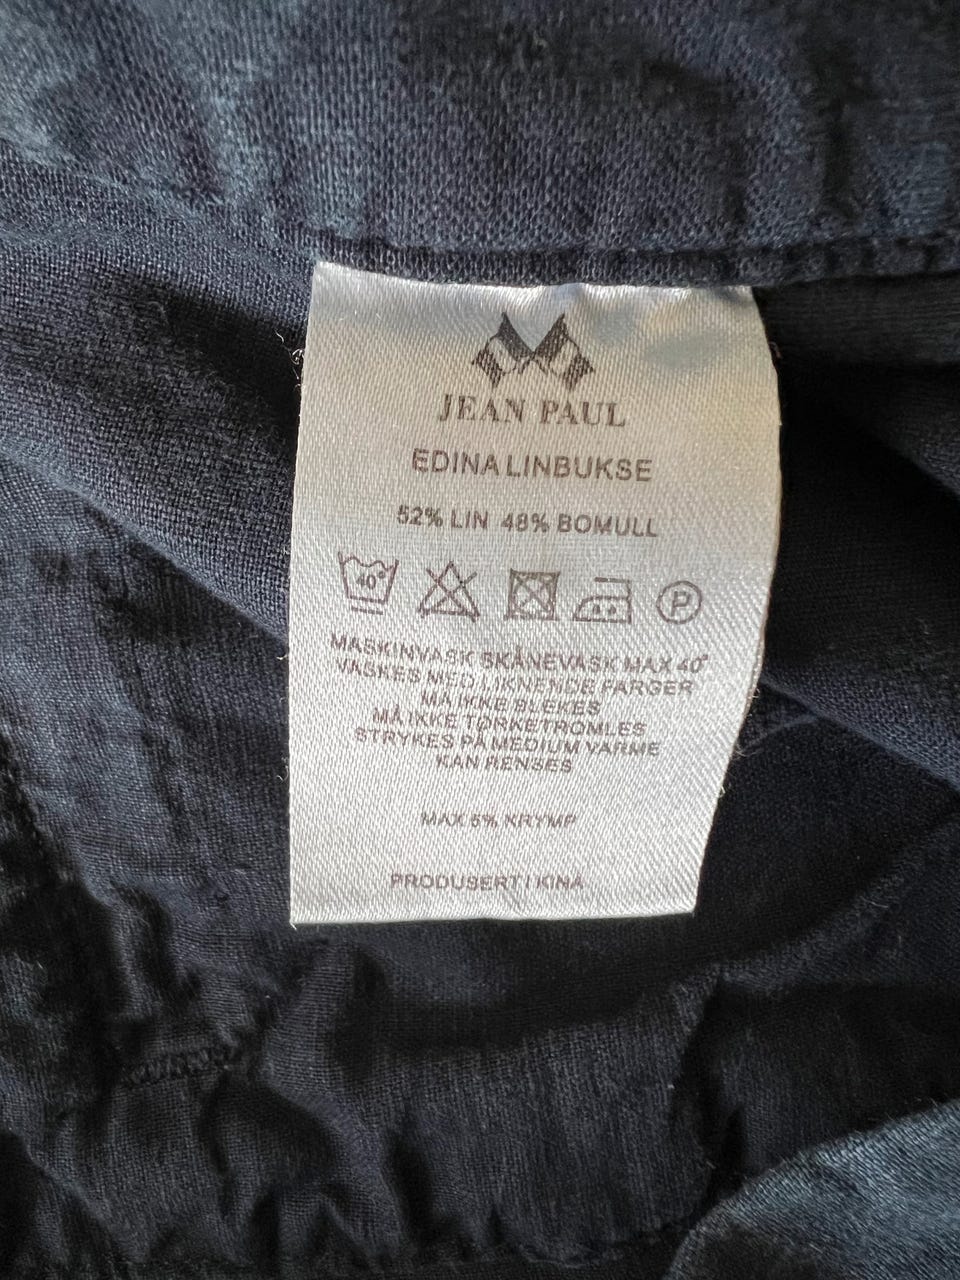 JEAN PAUL
EDINA LINBUKSE
52% LIN 48% BOMULL
40°
P
MASKINVASK SKÅNEVASK MAX 40°
VASKES MED LIKNENDE FARGER
MÅ IKKE BLEKES
MÅ IKKE TØRKETROMLES
STRYKES PÅ MEDIUM VARME
KAN RENSES
MAX 5% KRYMP
PRODUSERT I KINA